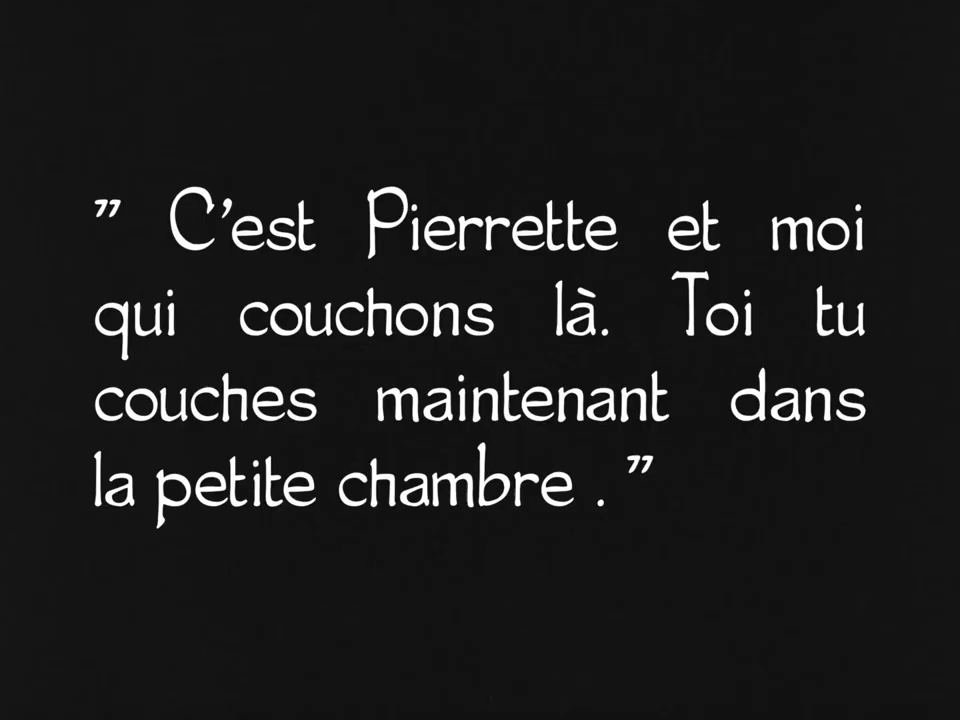 ” C’est Pierrette et moi
qui couchons là. Toi tu
couches maintenant dans
la petite chambre . ”